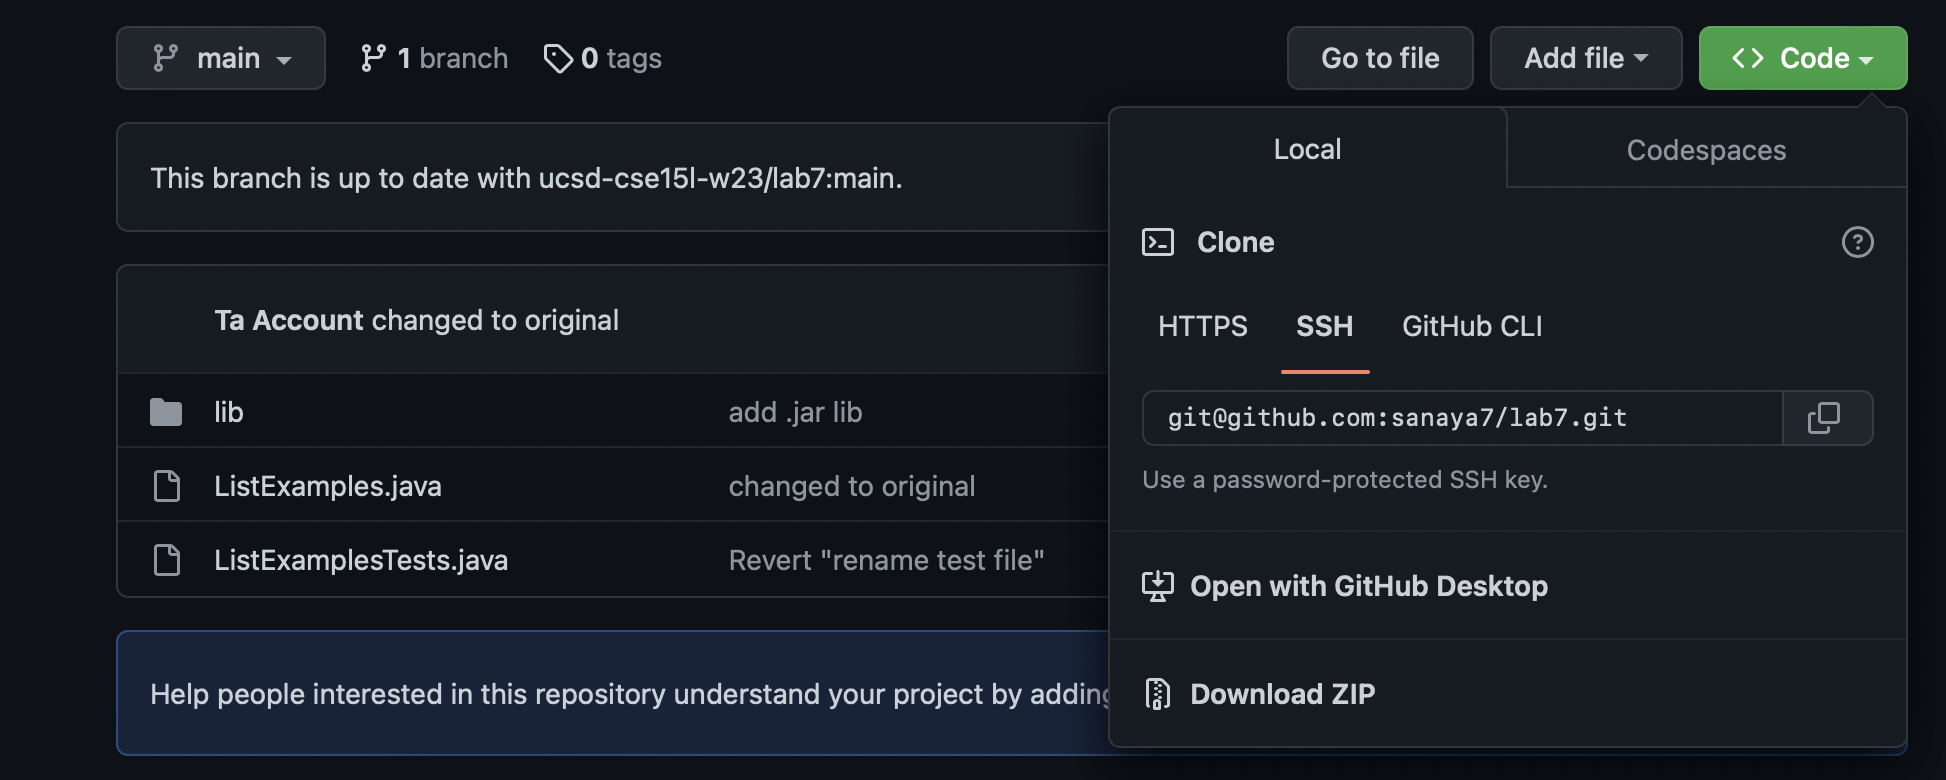 main
1 branch
0 tags
Go to file
Add file
<> Code
This branch is up to date with ucsd-cse15l-w23/lab7:main.
Ta Account changed to original
lib
add .jar lib
ListExamples.java
changed to original
ListExamplesTests.java
Revert "rename test file"
Help people interested in this repository understand your project by adding
Local
Codespaces
Clone
HTTPS
SSH
GitHub CLI
git@github.com:sanaya7/lab7.git
Use a password-protected SSH key.
Open with GitHub Desktop
Download ZIP